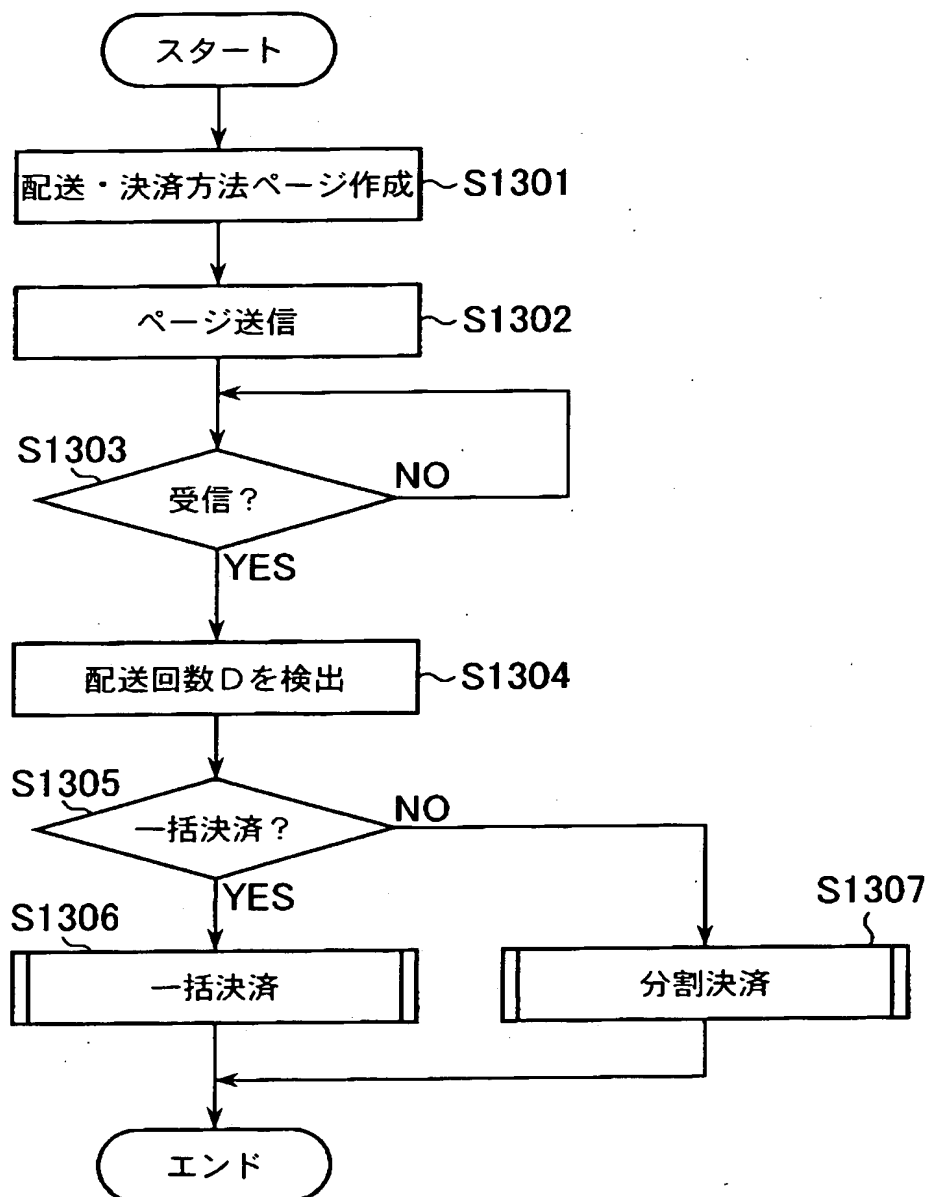 スタート
配送・決済方法ページ作成
S1301
ページ送信
S1302
S1303
受信？
NO
YES
配送回数Dを検出
S1304
S1305
一括決済？
NO
YES
S1306
一括決済
S1307
分割決済
エンド